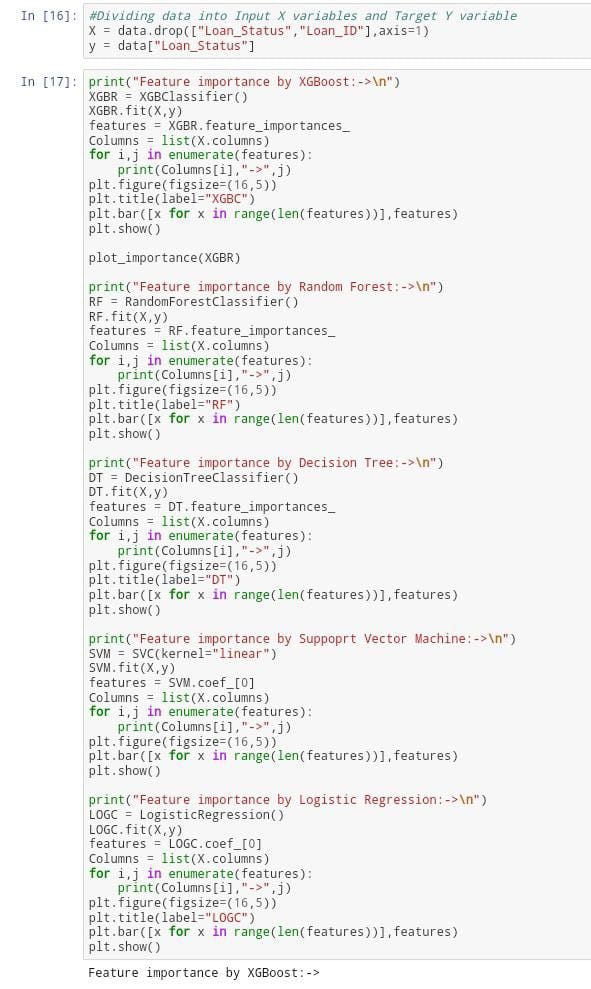 In [16]: #Dividing data into Input X variables and Target Y variable
X = data.drop(["Loan_Status","Loan_ID"],axis=1)
y = data["Loan_Status"]
In [17]: print("Feature importance by XGBoost:->\n")
XGBR = XGBClassifier()
XGBR.fit(X,y)
features = XGBR.feature_importances_
Columns = list(X.columns)
for i,j in enumerate(features):
    print(Columns[i],"->",j)
plt.figure(figsize=(16,5))
plt.title(label="XGBC")
plt.bar([x for x in range(len(features))],features)
plt.show()

plot_importance(XGBR)

print("Feature importance by Random Forest:->\n")
RF = RandomForestClassifier()
RF.fit(X,y)
features = RF.feature_importances_
Columns = list(X.columns)
for i,j in enumerate(features):
    print(Columns[i],"->",j)
plt.figure(figsize=(16,5))
plt.title(label="RF")
plt.bar([x for x in range(len(features))],features)
plt.show()

print("Feature importance by Decision Tree:->\n")
DT = DecisionTreeClassifier()
DT.fit(X,y)
features = DT.feature_importances_
Columns = list(X.columns)
for i,j in enumerate(features):
    print(Columns[i],"->",j)
plt.figure(figsize=(16,5))
plt.title(label="DT")
plt.bar([x for x in range(len(features))],features)
plt.show()

print("Feature importance by Suppoprt Vector Machine:->\n")
SVM = SVC(kernel="linear")
SVM.fit(X,y)
features = SVM.coef_[0]
Columns = list(X.columns)
for i,j in enumerate(features):
    print(Columns[i],"->",j)
plt.figure(figsize=(16,5))
plt.bar([x for x in range(len(features))],features)
plt.show()

print("Feature importance by Logistic Regression:->\n")
LOGC = LogisticRegression()
LOGC.fit(X,y)
features = LOGC.coef_[0]
Columns = list(X.columns)
for i,j in enumerate(features):
    print(Columns[i],"->",j)
plt.figure(figsize=(16,5))
plt.title(label="LOGC")
plt.bar([x for x in range(len(features))],features)
plt.show()
Feature importance by XGBoost:->